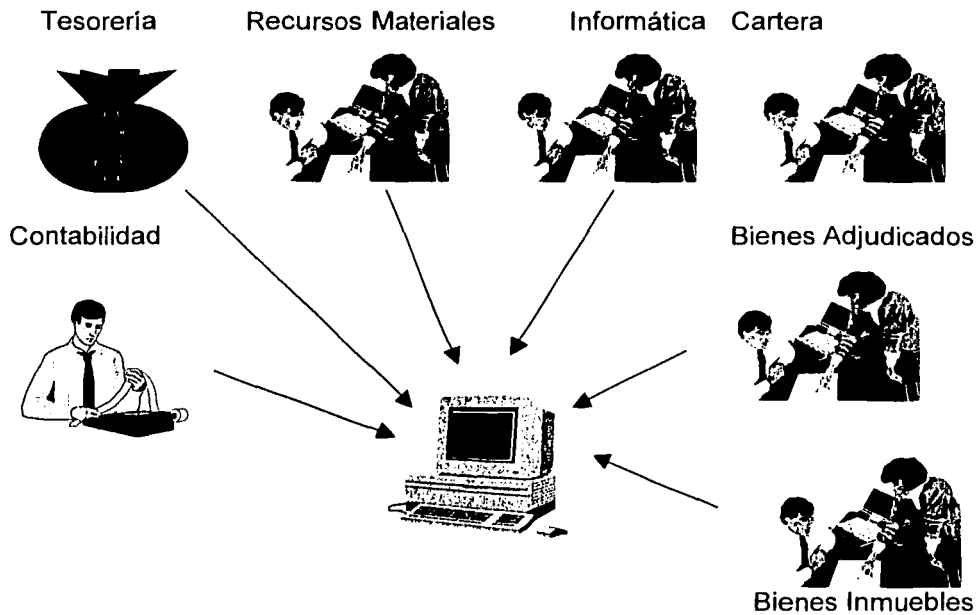 Tesorería Recursos Materiales Informática Cartera
Contabilidad Bienes Adjudicados
Bienes Inmuebles